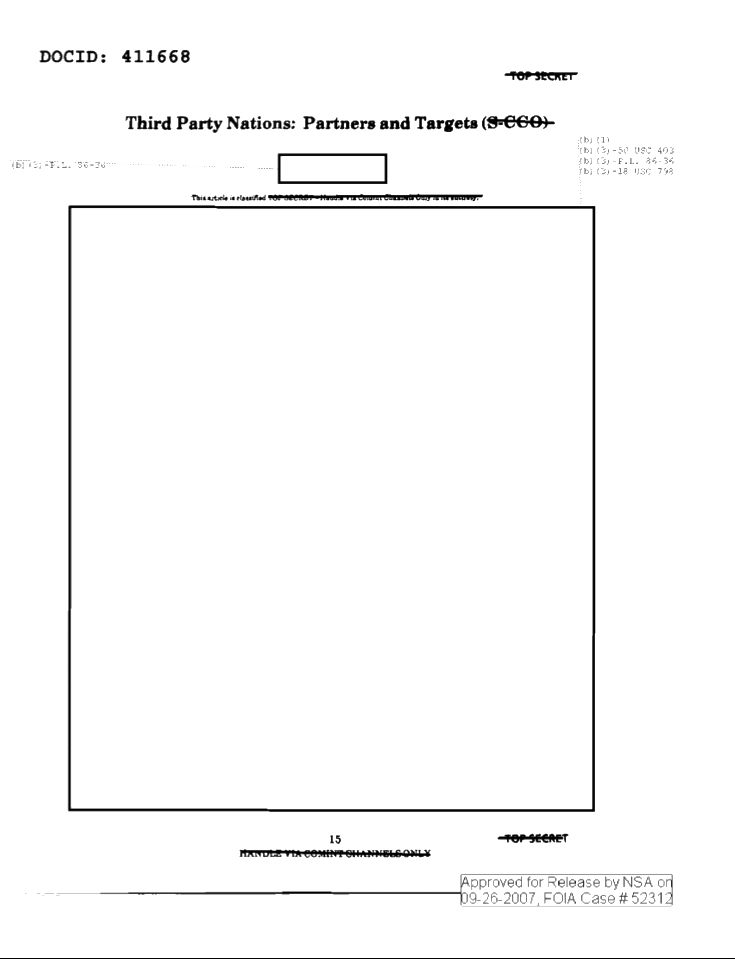 DOCID: 411668
TOP SECRET
Third Party Nations: Partners and Targets (S-CCO)
(b)(1)
(b)(3)-50 USC 403
(b)(3)-P.L. 86-36
(b)(3)-P.L. 86-36
(b)(3)-18 USC 798
This article is classified TOP SECRET - Handle Via Comint Channels Only in its entirety.
15
TOP SECRET
HANDLE VIA COMINT CHANNELS ONLY
Approved for Release by NSA on
09-26-2007, FOIA Case # 52312